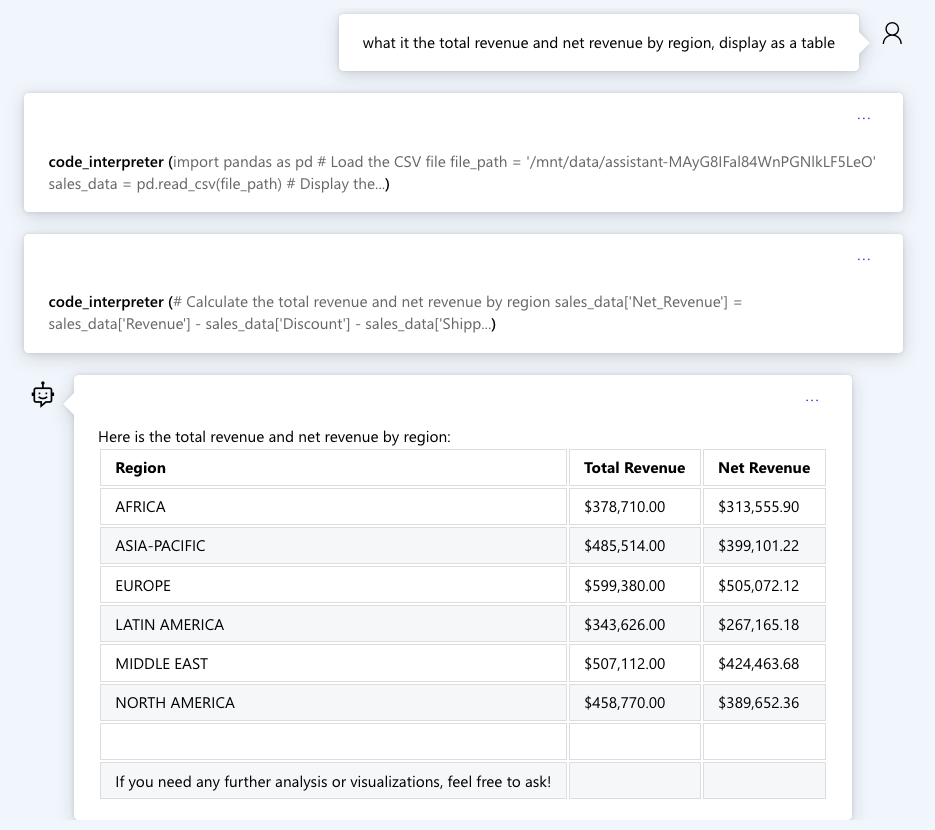 what it the total revenue and net revenue by region, display as a table
...
code_interpreter (import pandas as pd # Load the CSV file file_path = '/mnt/data/assistant-MAyG8IFal84WnPGNlkLF5LeO'
sales_data = pd.read_csv(file_path) # Display the...)
...
code_interpreter (# Calculate the total revenue and net revenue by region sales_data['Net_Revenue'] =
sales_data['Revenue'] - sales_data['Discount'] - sales_data['Shipp...)
...
Here is the total revenue and net revenue by region:
Region Total Revenue Net Revenue
AFRICA $378,710.00 $313,555.90
ASIA-PACIFIC $485,514.00 $399,101.22
EUROPE $599,380.00 $505,072.12
LATIN AMERICA $343,626.00 $267,165.18
MIDDLE EAST $507,112.00 $424,463.68
NORTH AMERICA $458,770.00 $389,652.36
If you need any further analysis or visualizations, feel free to ask!